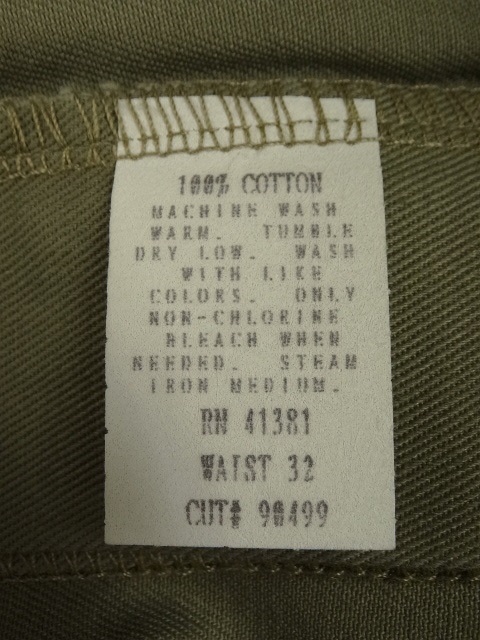 100% COTTON
MACHINE WASH
WARM. TUMBLE
DRY LOW. WASH
WITH LIKE
COLORS. ONLY
NON-CHLORINE
BLEACH WHEN
NEEDED. STEAM
IRON MEDIUM.
RN 41381
WAIST 32
CUT# 90499